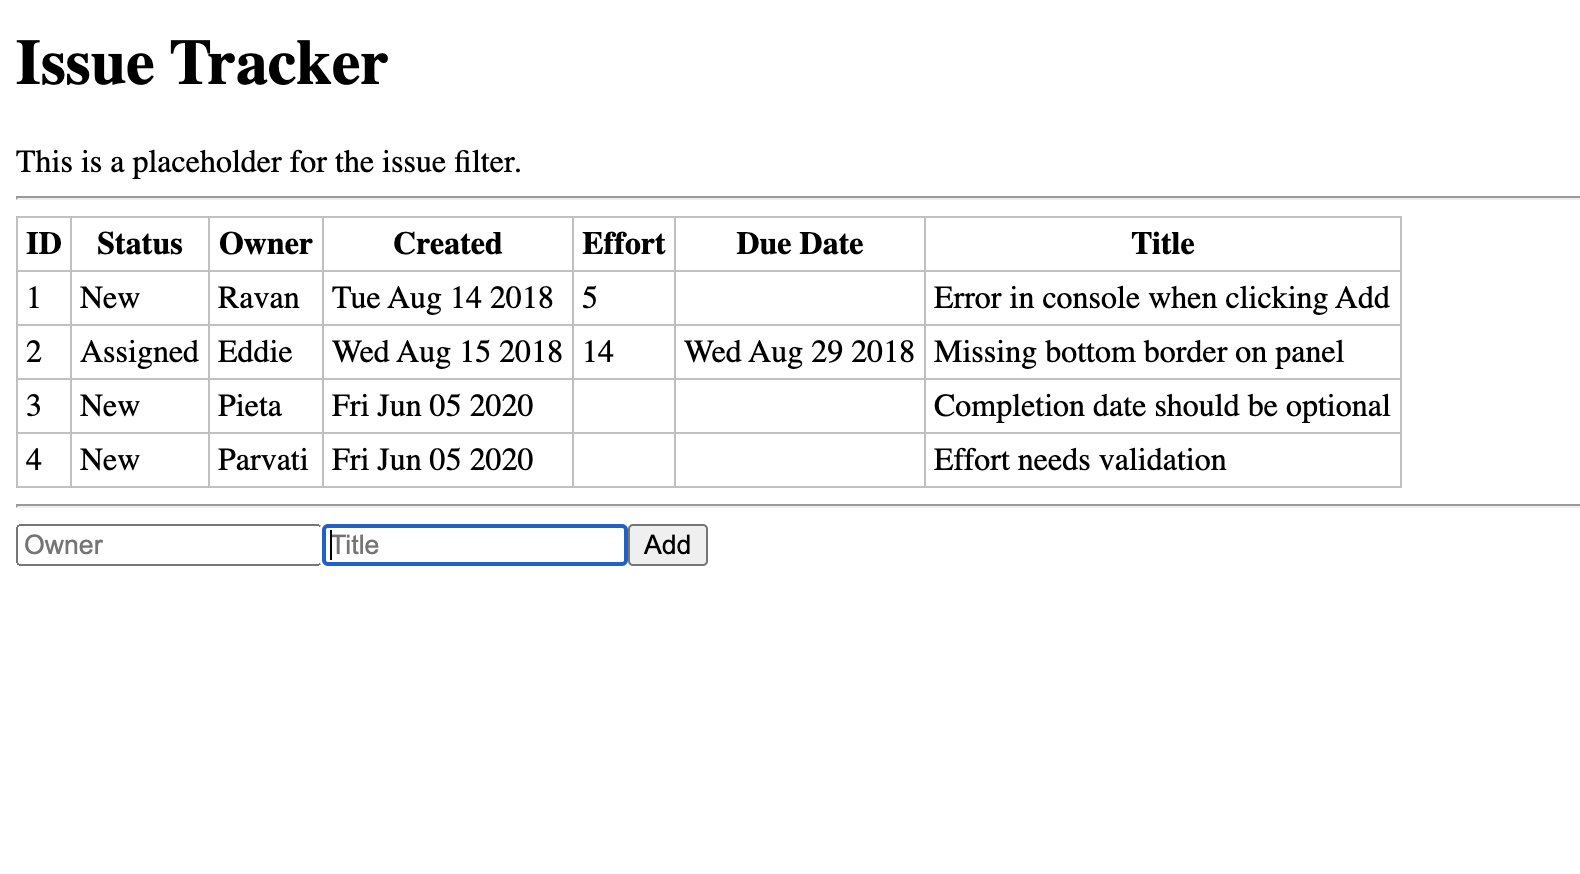 Issue Tracker
This is a placeholder for the issue filter.
ID Status Owner Created Effort Due Date Title
1 New Ravan Tue Aug 14 2018 5 Error in console when clicking Add
2 Assigned Eddie Wed Aug 15 2018 14 Wed Aug 29 2018 Missing bottom border on panel
3 New Pieta Fri Jun 05 2020 Completion date should be optional
4 New Parvati Fri Jun 05 2020 Effort needs validation
Owner Title Add